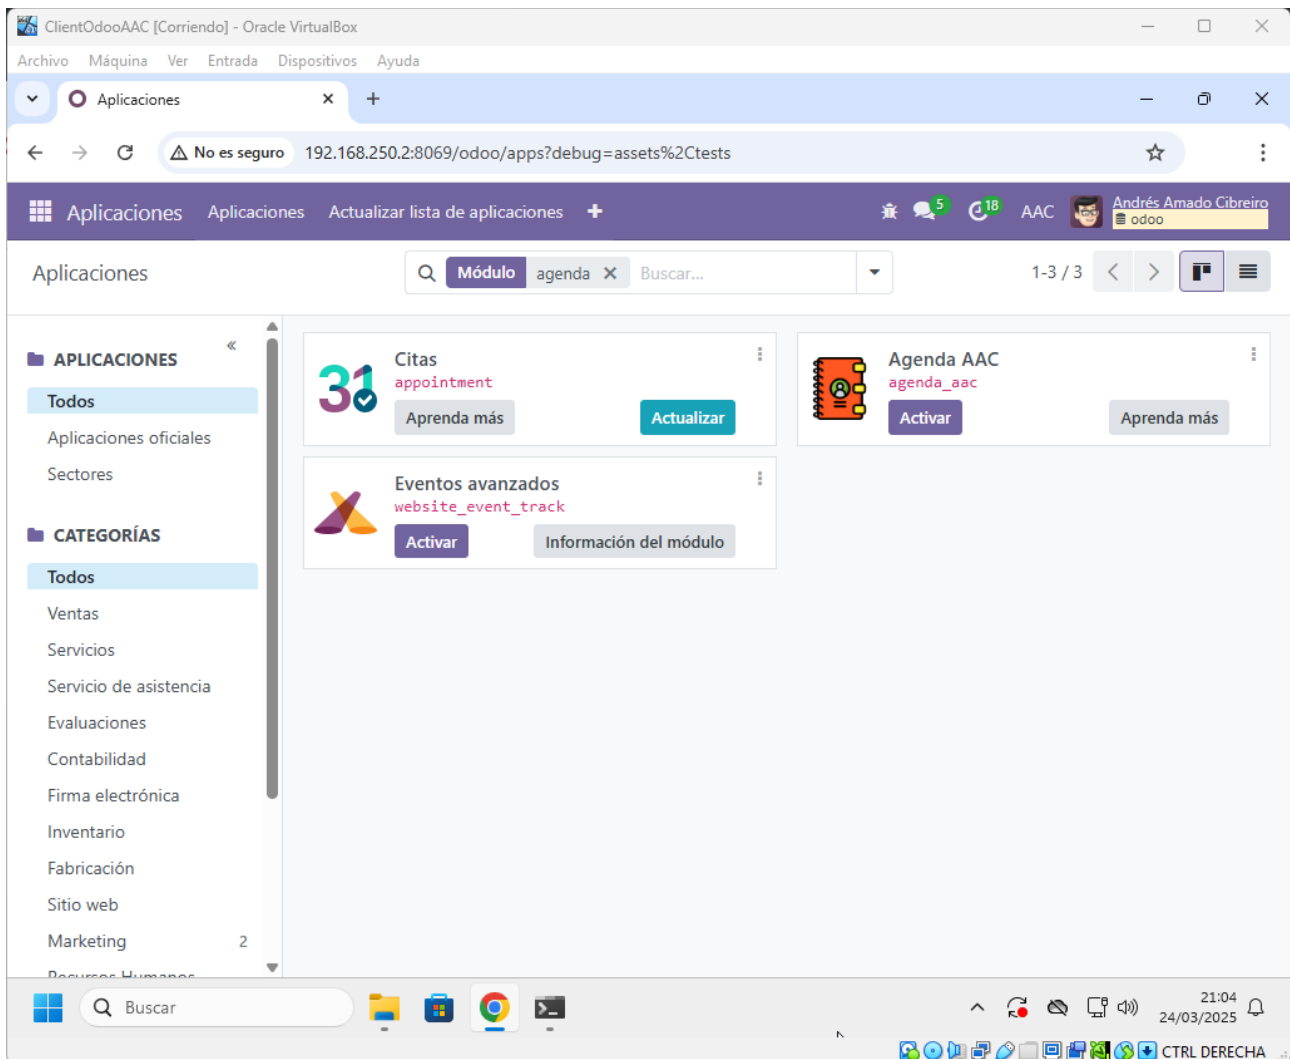 ClientOdooAAC [Corriendo] - Oracle VirtualBox
Archivo Máquina Ver Entrada Dispositivos Ayuda
Aplicaciones
No es seguro 192.168.250.2:8069/odoo/apps?debug=assets%2Ctests
Aplicaciones Aplicaciones Actualizar lista de aplicaciones 5 18 AAC Andrés Amado Cibreiro
odoo
Aplicaciones Módulo agenda Buscar... 1-3 / 3
APLICACIONES
Todos
Aplicaciones oficiales
Sectores
CATEGORÍAS
Todos
Ventas
Servicios
Servicio de asistencia
Evaluaciones
Contabilidad
Firma electrónica
Inventario
Fabricación
Sitio web
Marketing 2
Recursos Humanos
31
Citas
appointment
Aprenda más Actualizar
Agenda AAC
agenda_aac
Activar Aprenda más
Eventos avanzados
website_event_track
Activar Información del módulo
Buscar
21:04
24/03/2025
CTRL DERECHA